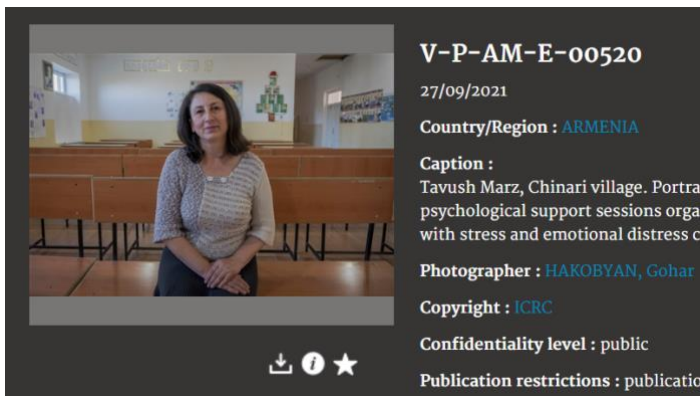 V-P-AM-E-00520
27/09/2021
Country/Region : ARMENIA
Caption :
Tavush Marz, Chinari village. Portra
psychological support sessions orga
with stress and emotional distress c
Photographer : HAKOBYAN, Gohar
Copyright : ICRC
Confidentiality level : public
Publication restrictions : publicatio